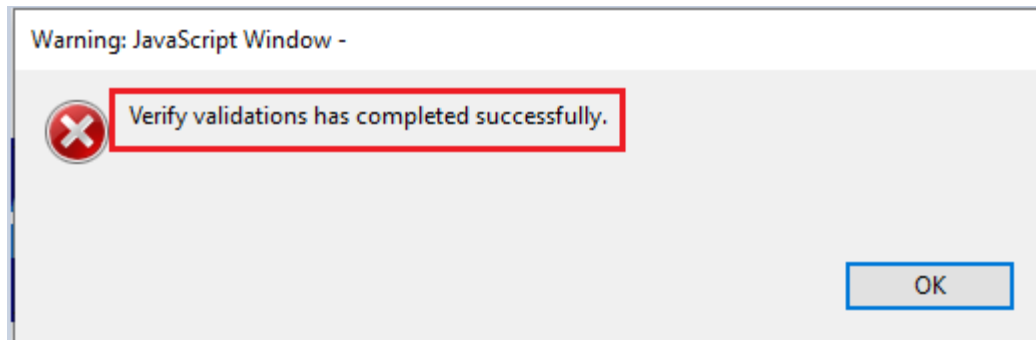 Warning: JavaScript Window -
Verify validations has completed successfully.
OK